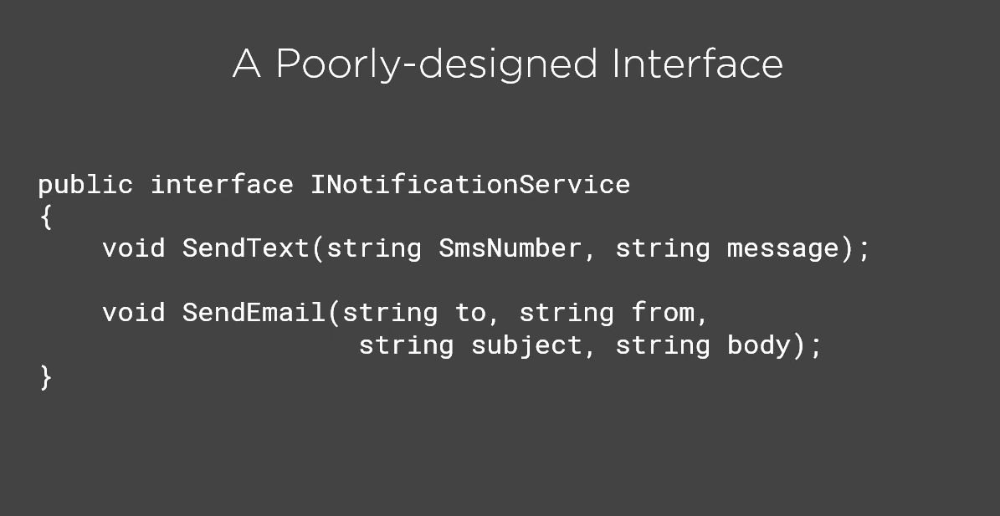 A Poorly-designed Interface
public interface INotificationService
{
    void SendText(string SmsNumber, string message);
    void SendEmail(string to, string from,
                    string subject, string body);
}